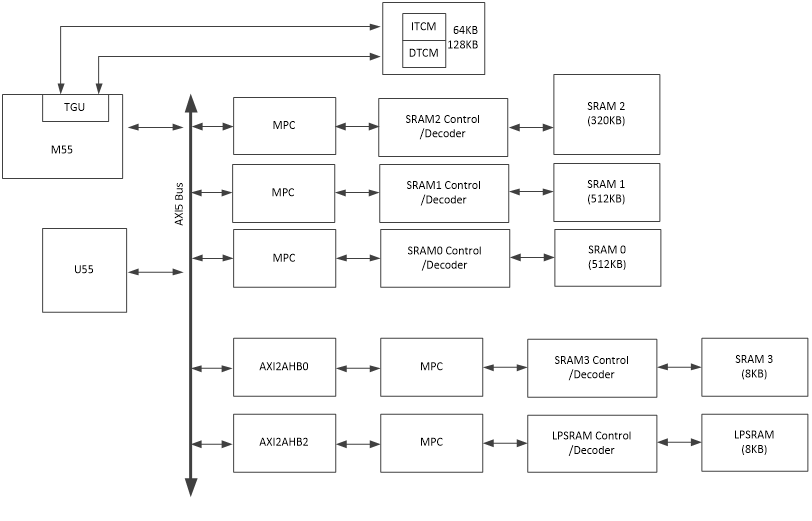 ITCM
64KB
128KB
DTCM
TGU
M55
MPC
SRAM2 Control
/Decoder
SRAM 2
(320KB)
AXI5 Bus
MPC
SRAM1 Control
/Decoder
SRAM 1
(512KB)
U55
MPC
SRAM0 Control
/Decoder
SRAM 0
(512KB)
AXI2AHB0
MPC
SRAM3 Control
/Decoder
SRAM 3
(8KB)
AXI2AHB2
MPC
LPSRAM Control
/Decoder
LPSRAM
(8KB)